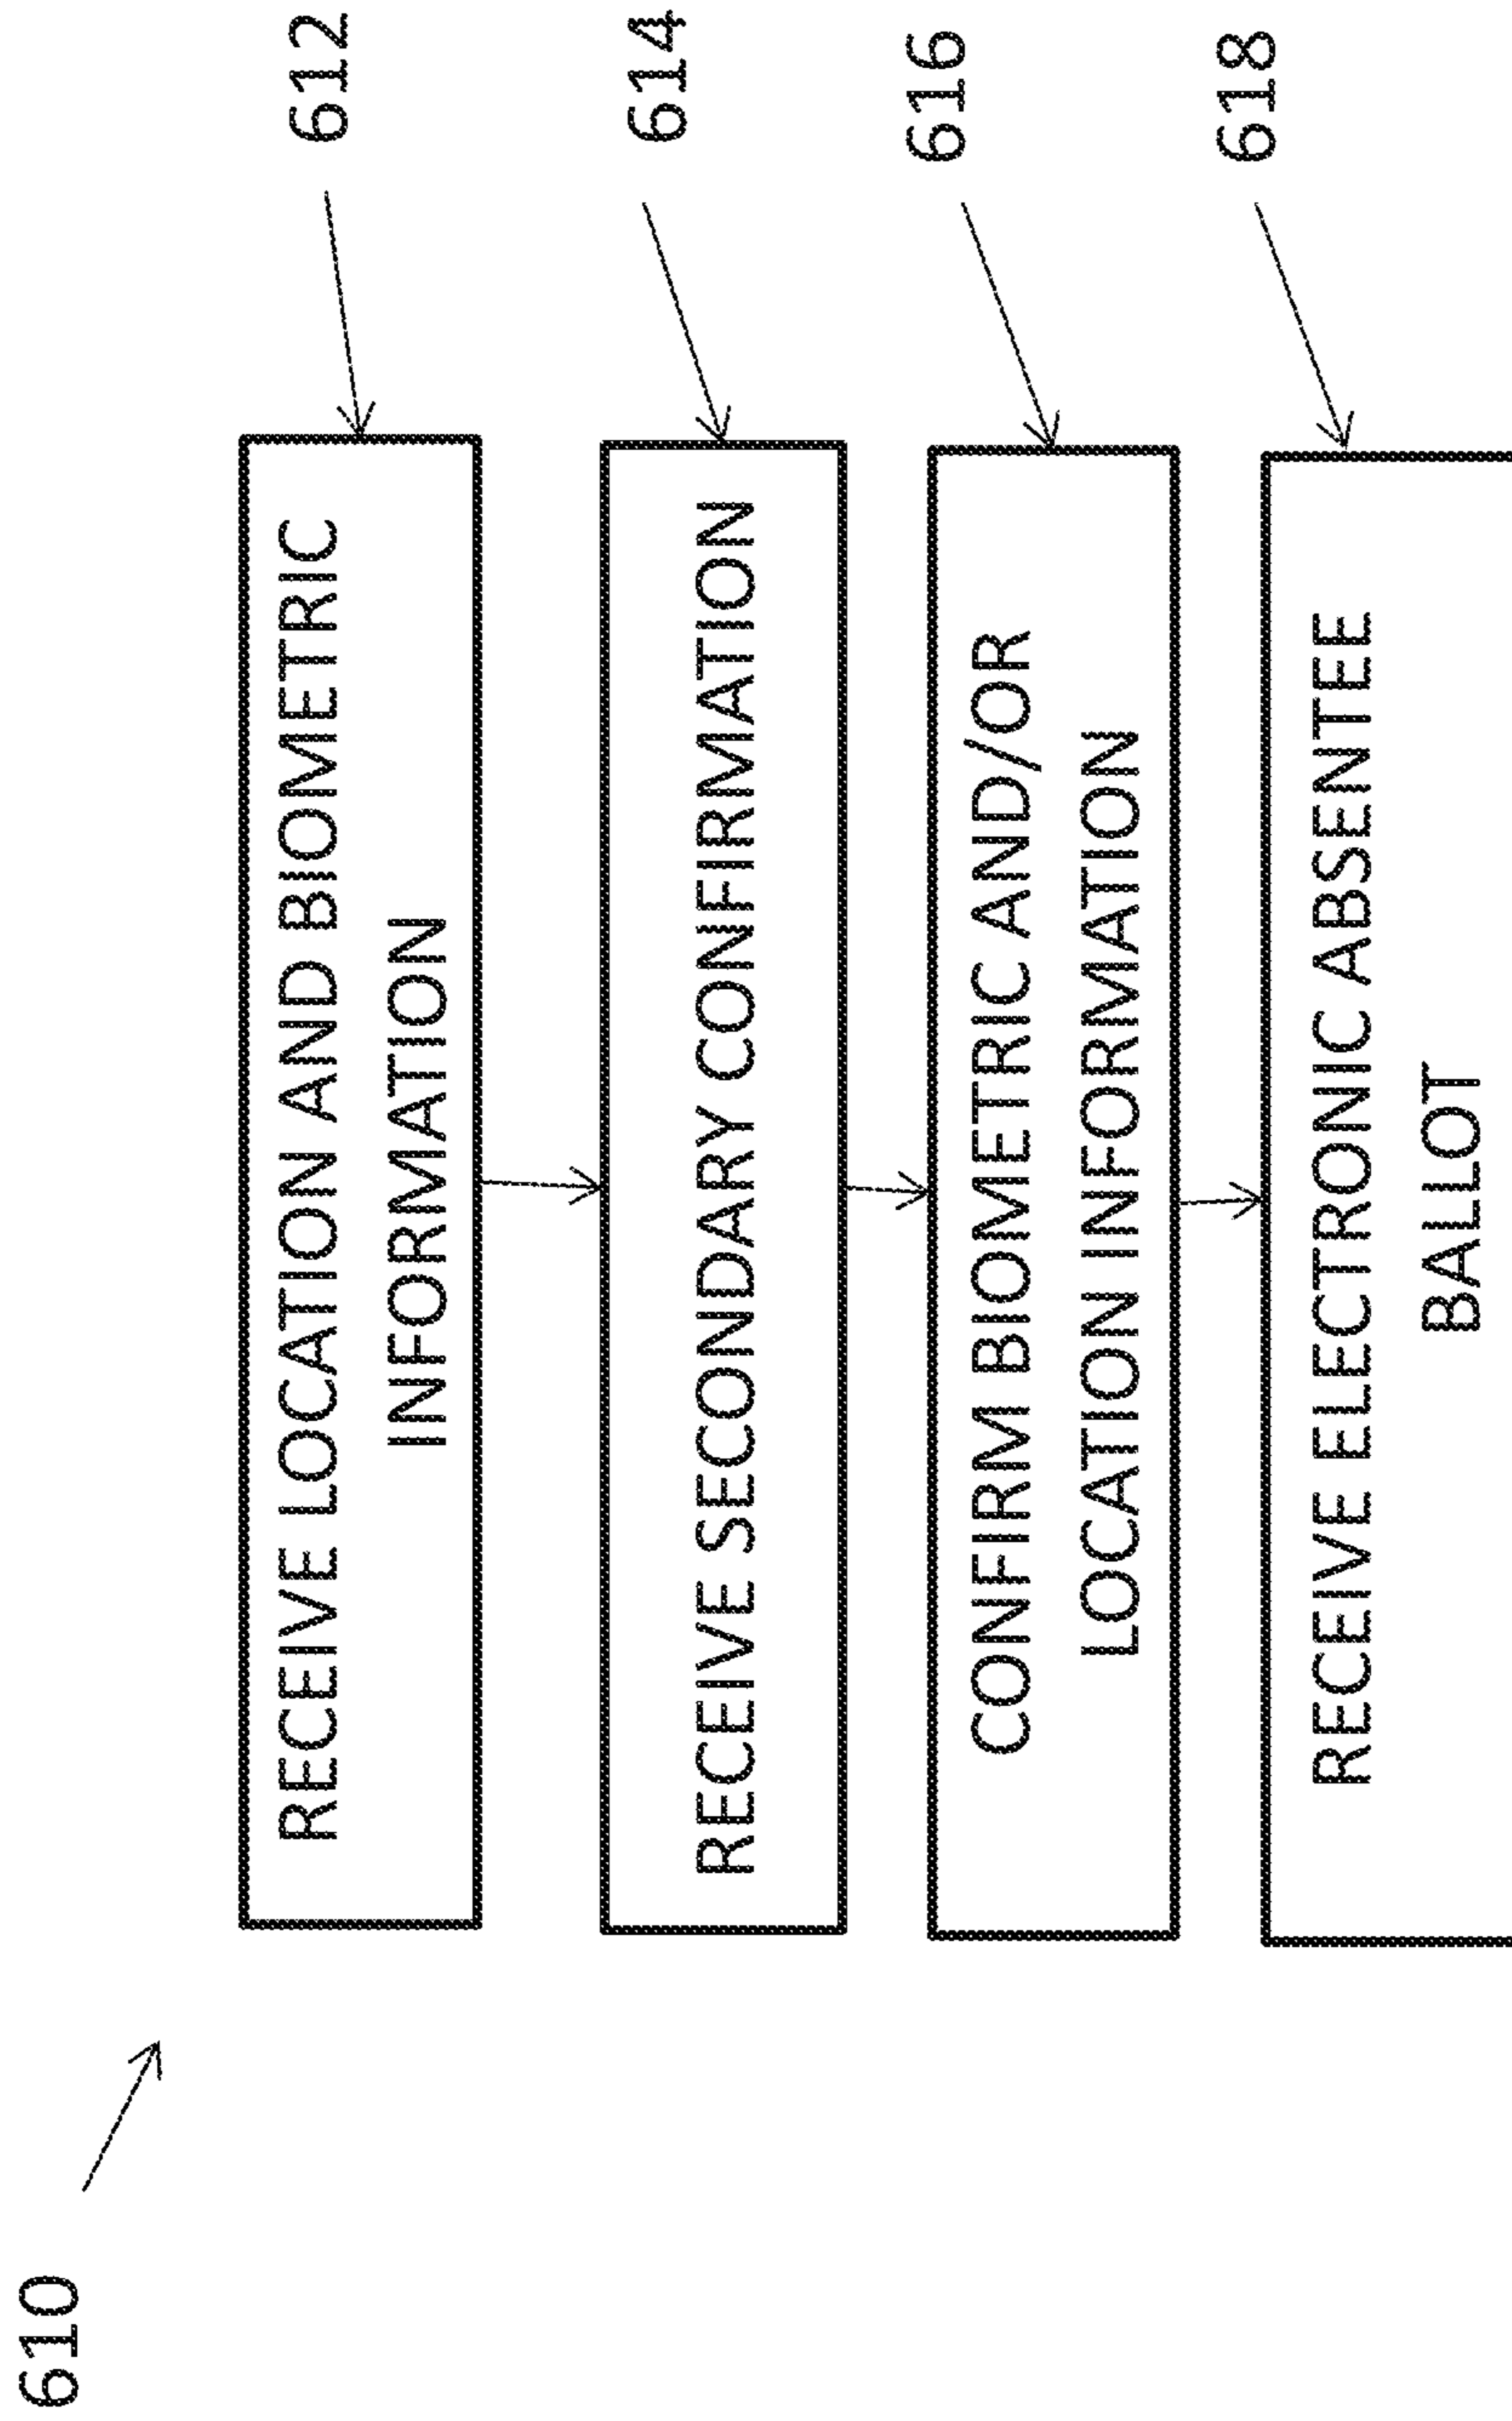 610
RECEIVE LOCATION AND BIOMETRIC
INFORMATION
612
RECEIVE SECONDARY CONFIRMATION
614
CONFIRM BIOMETRIC AND/OR
LOCATION INFORMATION
616
RECEIVE ELECTRONIC ABSENTEE
BALLOT
618